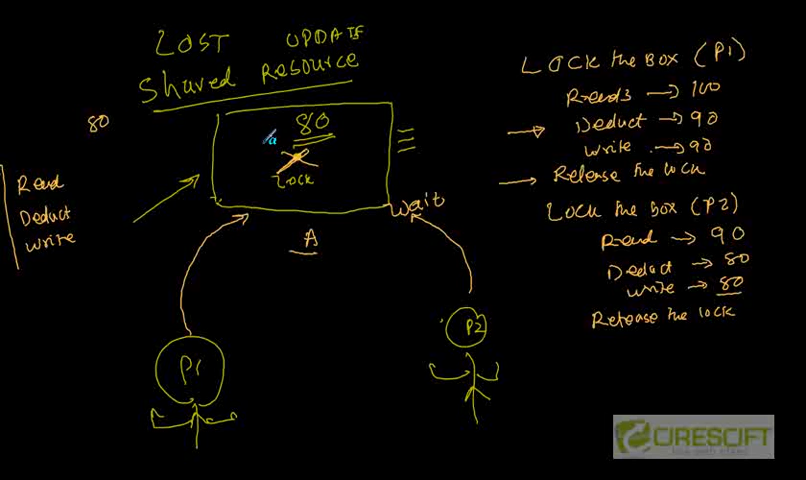 LOST UPDATE
Shared RESOURCE
80
80
Lock
Read
Deduct
Write
wait
A
P1
P2
LOCK the BOX (P1)
Reads → 100
Deduct → 90
Write → 90
Release the lock
LOCK the BOX (P2)
Read → 90
Deduct → 80
Write → 80
Release the lock
CIRESCIFT